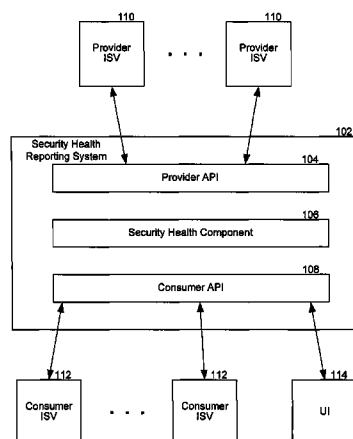 110
110
Provider
ISV
. . .
Provider
ISV
102
Security Health
Reporting System
104
Provider API
106
Security Health Component
108
Consumer API
112
112
114
Consumer
ISV
. . .
Consumer
ISV
UI